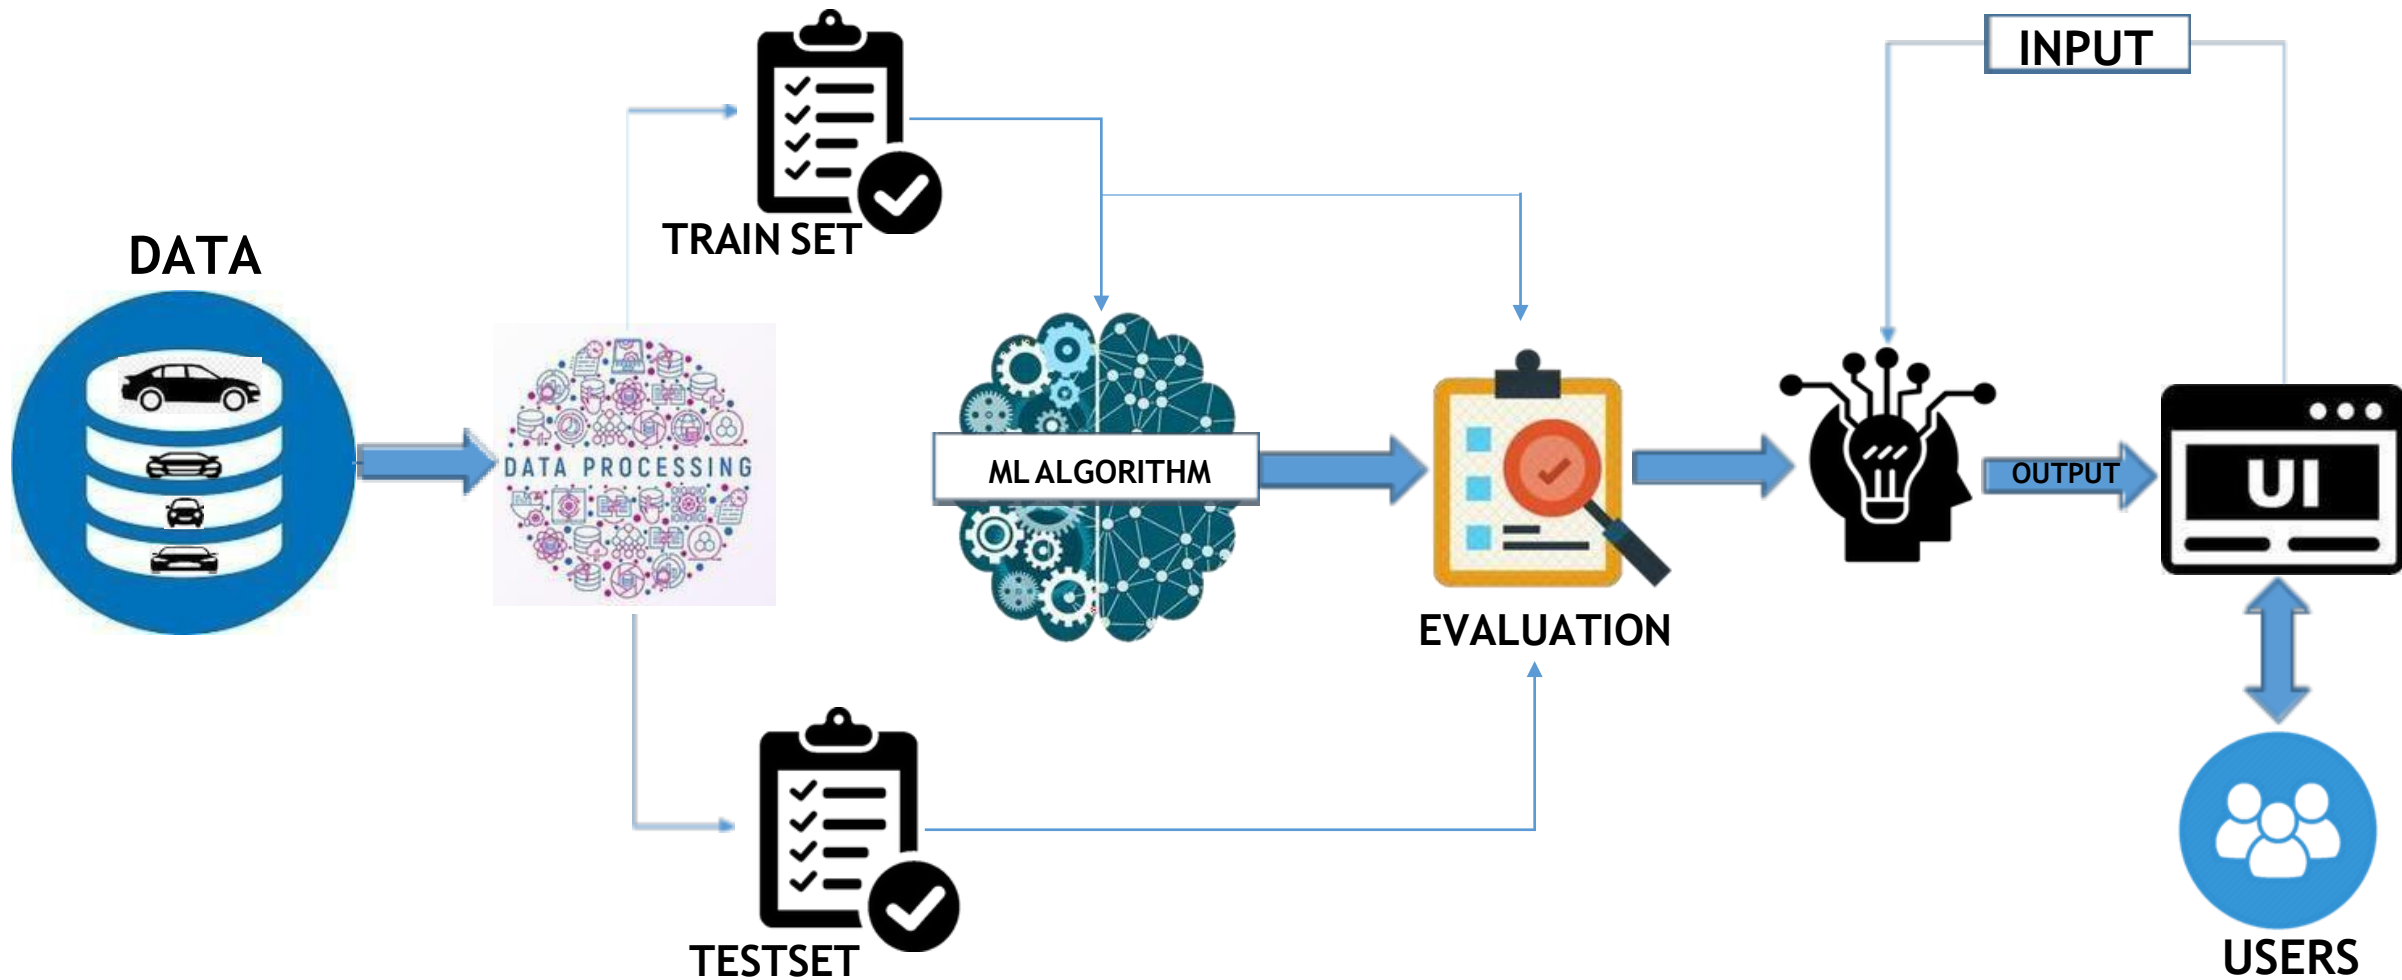 INPUT
TRAIN SET
DATA
DATA PROCESSING
ML ALGORITHM
OUTPUT
UI
EVALUATION
TESTSET
USERS